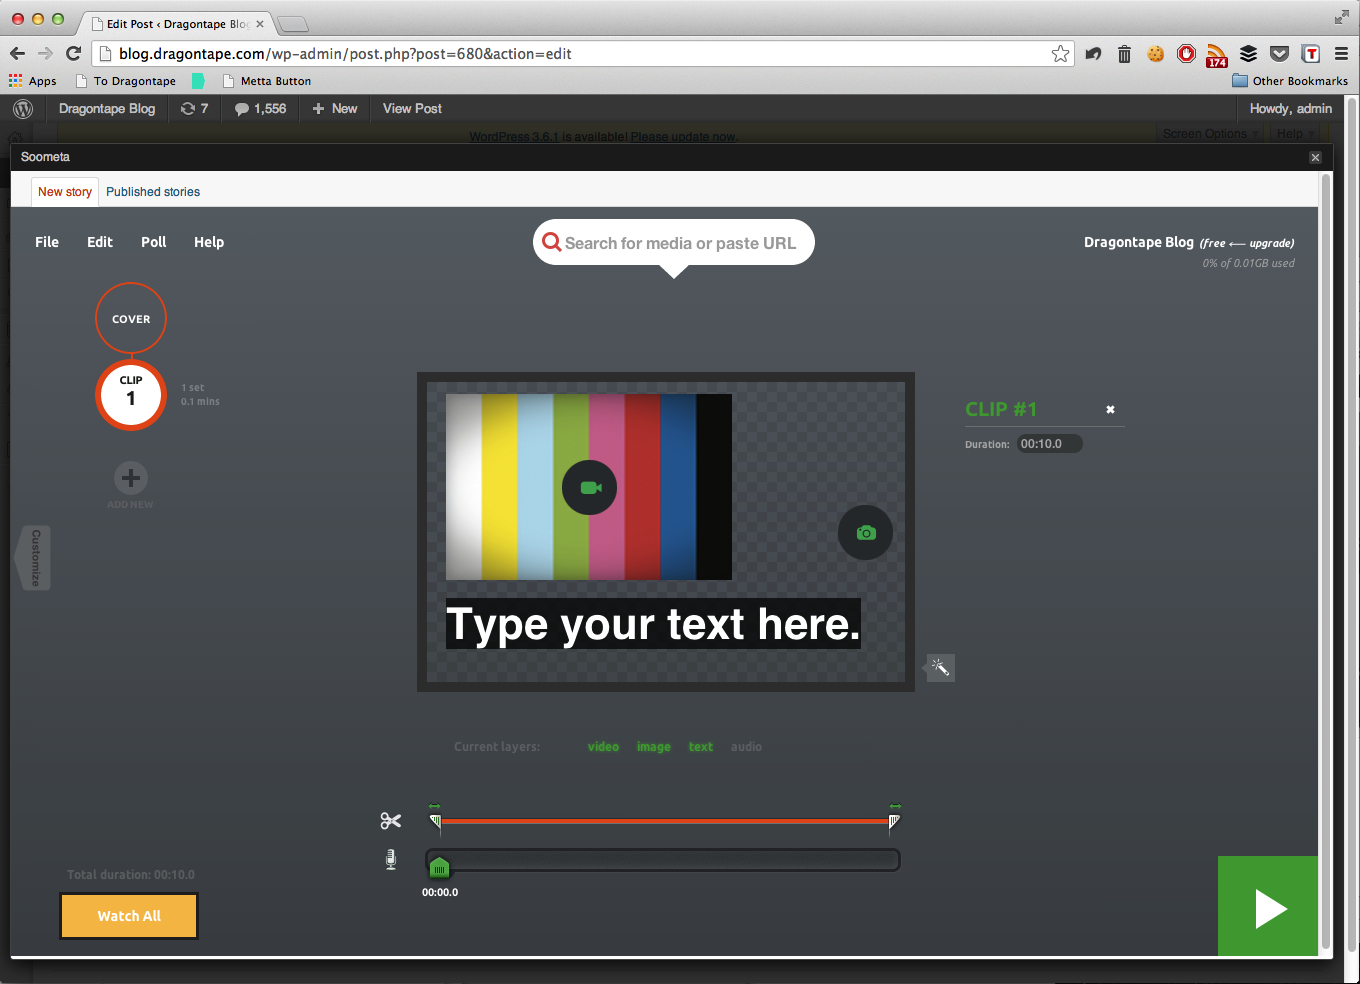 Edit Post ‹ Dragontape Blo
blog.dragontape.com/wp-admin/post.php?post=680&action=edit
174
T
Apps To Dragontape Metta Button Other Bookmarks
Dragontape Blog 7 1,556 + New View Post Howdy, admin
WordPress 3.6.1 is available! Please update now.
Screen Options Help
Soometa
New story Published stories
File Edit Poll Help
Search for media or paste URL
Dragontape Blog (free ⟵ upgrade)
0% of 0.01GB used
COVER
CLIP
1
1 set
0.1 mins
ADD NEW
Customize
CLIP #1
Duration: 00:10.0
Type your text here.
Current layers: video image text audio
00:00.0
Total duration: 00:10.0
Watch All